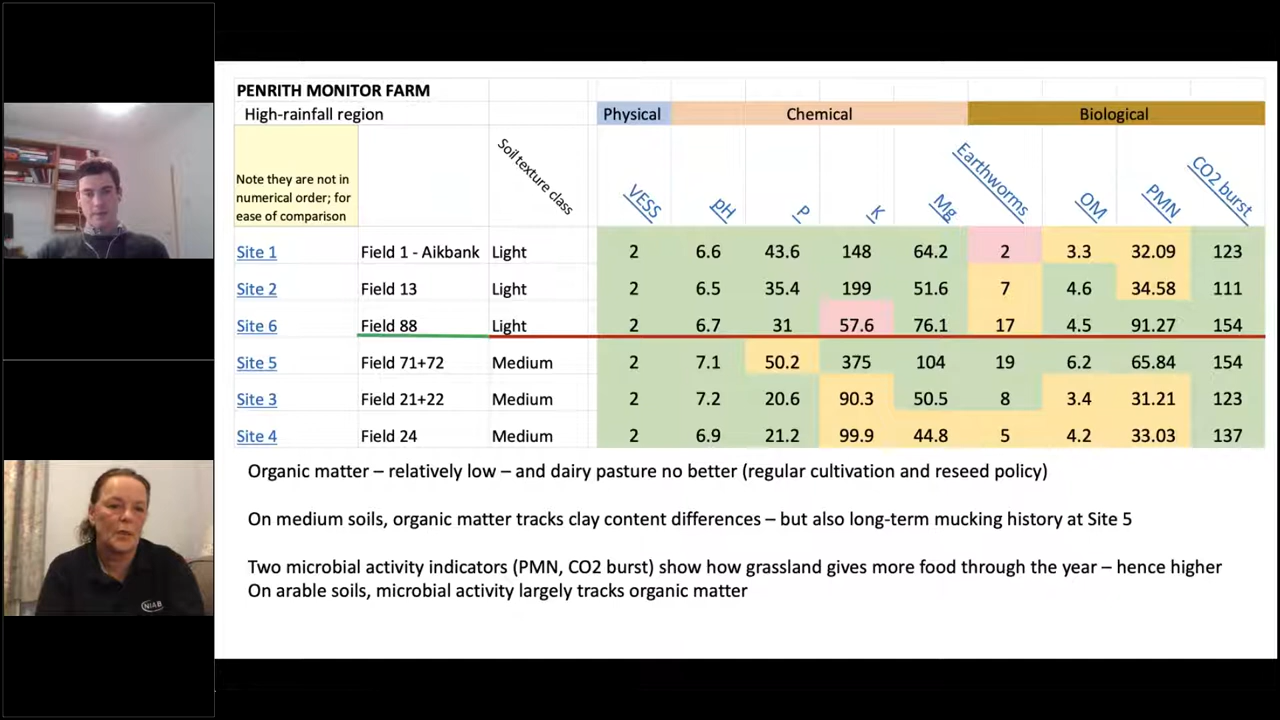 PENRITH MONITOR FARM
High-rainfall region Physical Chemical Biological
Note they are not in
numerical order; for
ease of comparison
Soil texture class VESS pH P K Mg Earthworms OM PMN CO2 burst
Site 1 Field 1 - Aikbank Light 2 6.6 43.6 148 64.2 2 3.3 32.09 123
Site 2 Field 13 Light 2 6.5 35.4 199 51.6 7 4.6 34.58 111
Site 6 Field 88 Light 2 6.7 31 57.6 76.1 17 4.5 91.27 154
Site 5 Field 71+72 Medium 2 7.1 50.2 375 104 19 6.2 65.84 154
Site 3 Field 21+22 Medium 2 7.2 20.6 90.3 50.5 8 3.4 31.21 123
Site 4 Field 24 Medium 2 6.9 21.2 99.9 44.8 5 4.2 33.03 137
Organic matter – relatively low – and dairy pasture no better (regular cultivation and reseed policy)
On medium soils, organic matter tracks clay content differences – but also long-term mucking history at Site 5
Two microbial activity indicators (PMN, CO2 burst) show how grassland gives more food through the year – hence higher
On arable soils, microbial activity largely tracks organic matter
NIAB